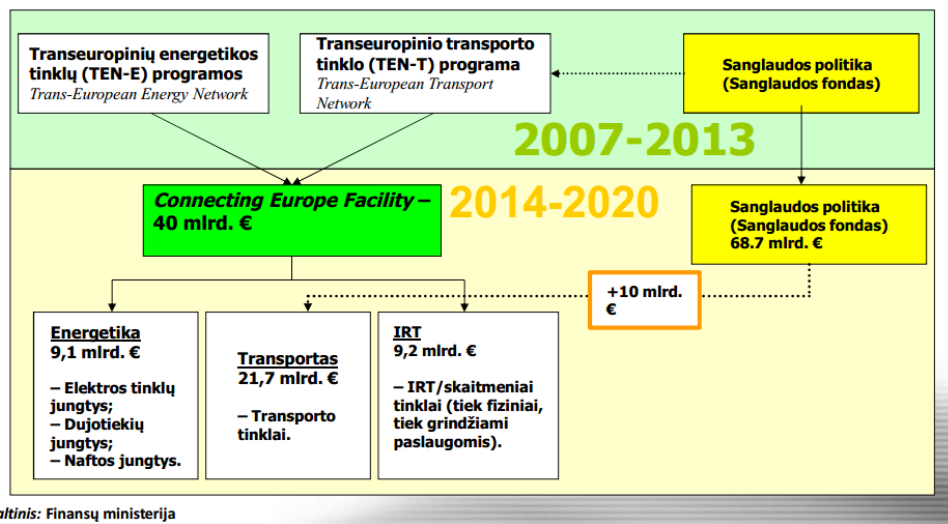 Transeuropinių energetikos
tinklų (TEN-E) programos
Trans-European Energy Network
Transeuropinio transporto
tinklo (TEN-T) programa
Trans-European Transport
Network
Sanglaudos politika
(Sanglaudos fondas)
2007-2013
Connecting Europe Facility –
40 mlrd. €
2014-2020
Sanglaudos politika
(Sanglaudos fondas)
68.7 mlrd. €
+10 mlrd.
€
Energetika
9,1 mlrd. €
– Elektros tinklų
jungtys;
– Dujotiekių
jungtys;
– Naftos jungtys.
Transportas
21,7 mlrd. €
– Transporto
tinklai.
IRT
9,2 mlrd. €
– IRT/skaitmeniai
tinklai (tiek fiziniai,
tiek grindžiami
paslaugomis).
altinis: Finansų ministerija